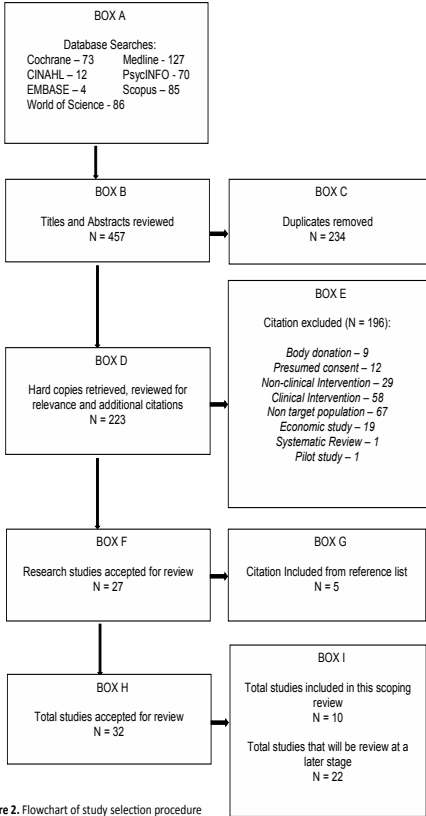 BOX A
Database Searches:
Cochrane – 73 Medline - 127
CINAHL – 12 PsycINFO - 70
EMBASE – 4 Scopus - 85
World of Science - 86
BOX B
Titles and Abstracts reviewed
N = 457
BOX C
Duplicates removed
N = 234
BOX D
Hard copies retrieved, reviewed for
relevance and additional citations
N = 223
BOX E
Citation excluded (N = 196):
Body donation – 9
Presumed consent – 12
Non-clinical Intervention – 29
Clinical Intervention – 58
Non target population – 67
Economic study – 19
Systematic Review – 1
Pilot study – 1
BOX F
Research studies accepted for review
N = 27
BOX G
Citation Included from reference list
N = 5
BOX H
Total studies accepted for review
N = 32
BOX I
Total studies included in this scoping
review
N = 10
Total studies that will be review at a
later stage
N = 22
re 2. Flowchart of study selection procedure